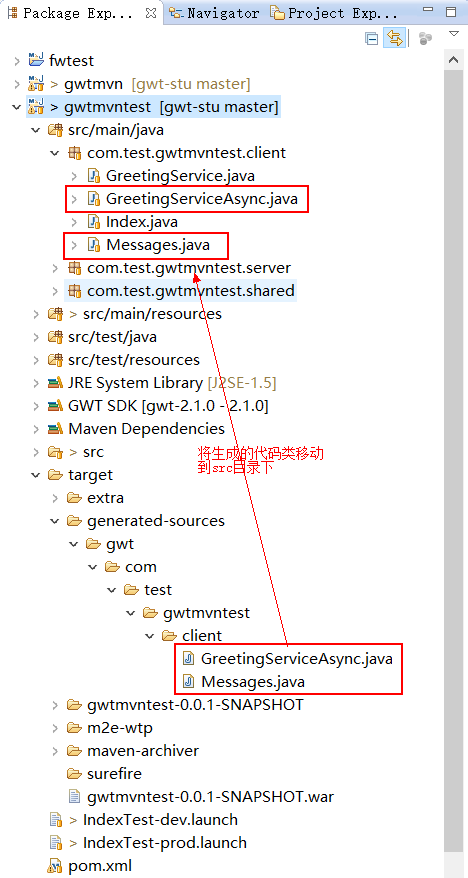 Package Exp... Navigator Project Exp...
fwtest
> gwtmvn [gwt-stu master]
> gwtmvntest [gwt-stu master]
src/main/java
com.test.gwtmvntest.client
GreetingService.java
GreetingServiceAsync.java
Index.java
Messages.java
com.test.gwtmvntest.server
com.test.gwtmvntest.shared
> src/main/resources
src/test/java
src/test/resources
JRE System Library [J2SE-1.5]
GWT SDK [gwt-2.1.0 - 2.1.0]
Maven Dependencies
> src
将生成的代码类移动
到src目录下
target
extra
generated-sources
gwt
com
test
gwtmvntest
client
GreetingServiceAsync.java
Messages.java
gwtmvntest-0.0.1-SNAPSHOT
m2e-wtp
maven-archiver
surefire
gwtmvntest-0.0.1-SNAPSHOT.war
> IndexTest-dev.launch
> IndexTest-prod.launch
pom.xml